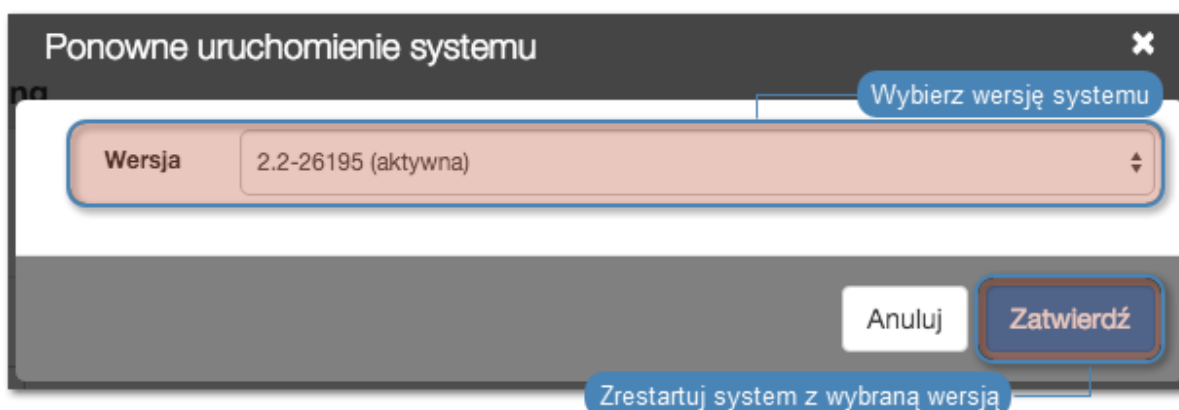 Ponowne uruchomienie systemu
Wybierz wersję systemu
Wersja
2.2-26195 (aktywna)
Anuluj
Zatwierdź
Zrestartuj system z wybraną wersją